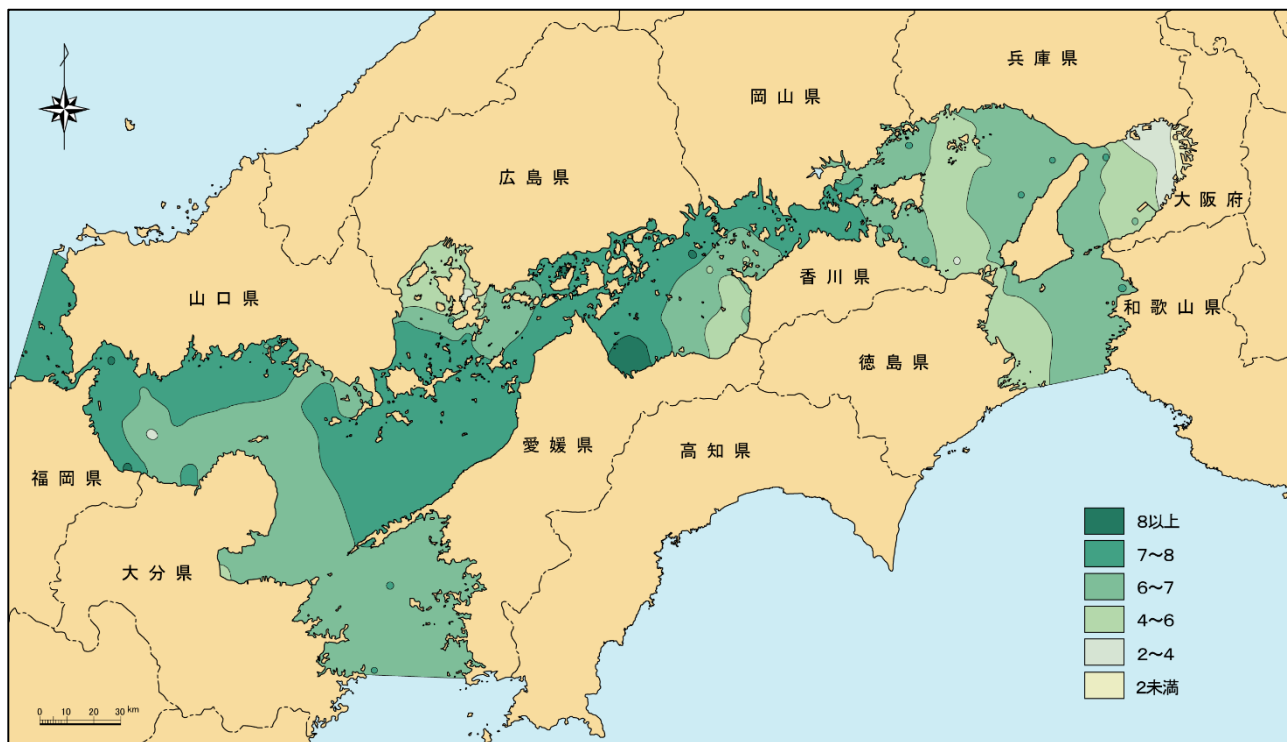 兵庫県
岡山県
広島県
大阪府
香川県
山口県
和歌山県
徳島県
愛媛県
高知県
福岡県
大分県
8以上
7～8
6～7
4～6
2～4
2未満
0 10 20 30 km